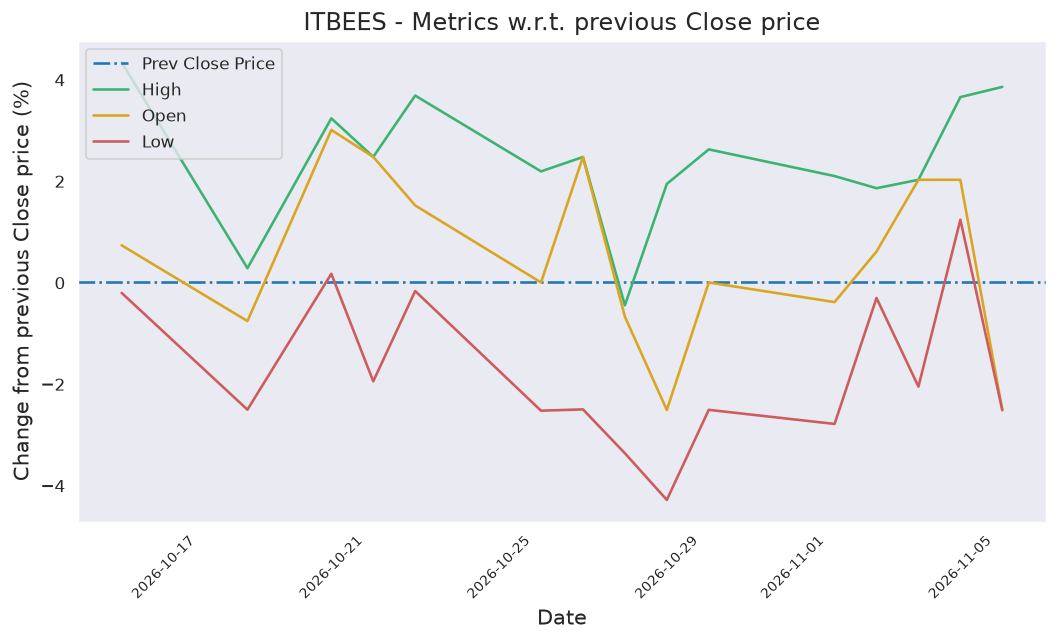 ITBEES - Metrics w.r.t. previous Close price
Prev Close Price
High
Open
Low
Change from previous Close price (%)
4
2
0
−2
−4
2026-10-17
2026-10-21
2026-10-25
2026-10-29
2026-11-01
2026-11-05
Date